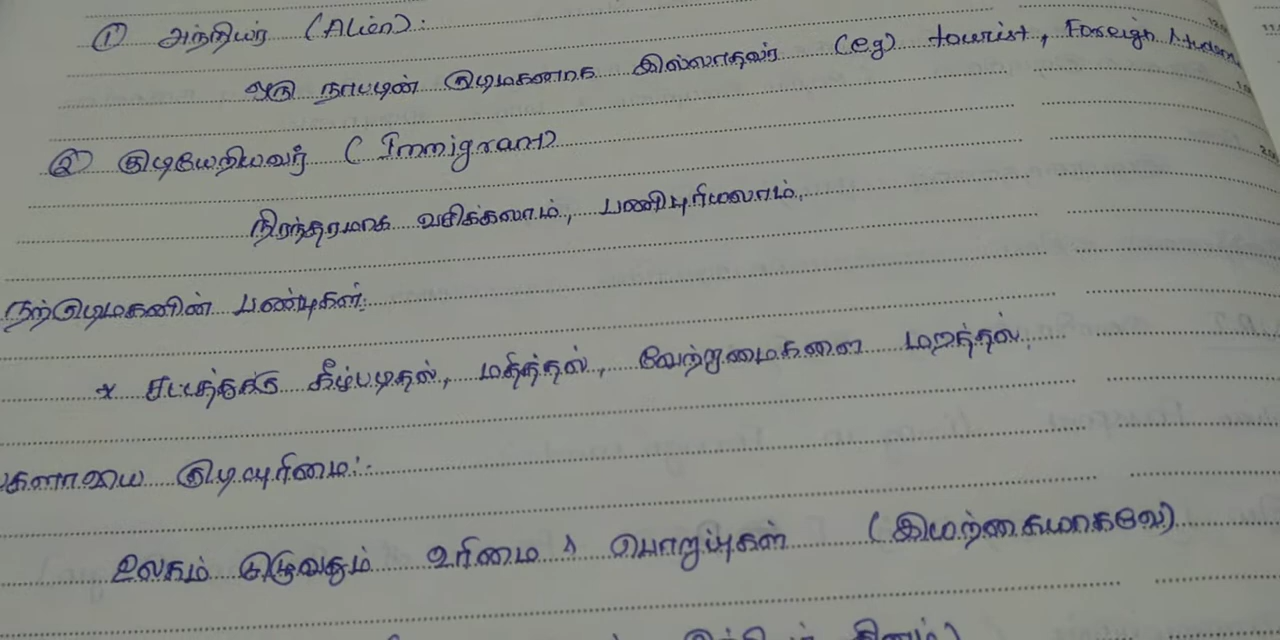 ① அந்நியர் (Alien):
ஒரு நாட்டின் குடிமகனாக இல்லாதவர் (eg) tourist, Foreign Student
② குடியேறியவர் (Immigrant)
நிரந்தரமாக வசிக்கலாம், பணிபுரியலாம்.
நற்குடிமகனின் பண்புகள்:
* சட்டத்துக்கு கீழ்படிதல், மதித்தல், வேற்றுமைகளை மறத்தல்.
குடியுரிமை:
உலகம் முழுவதும் உரிமை, பொறுப்புகள் (இயற்கையாகவே)